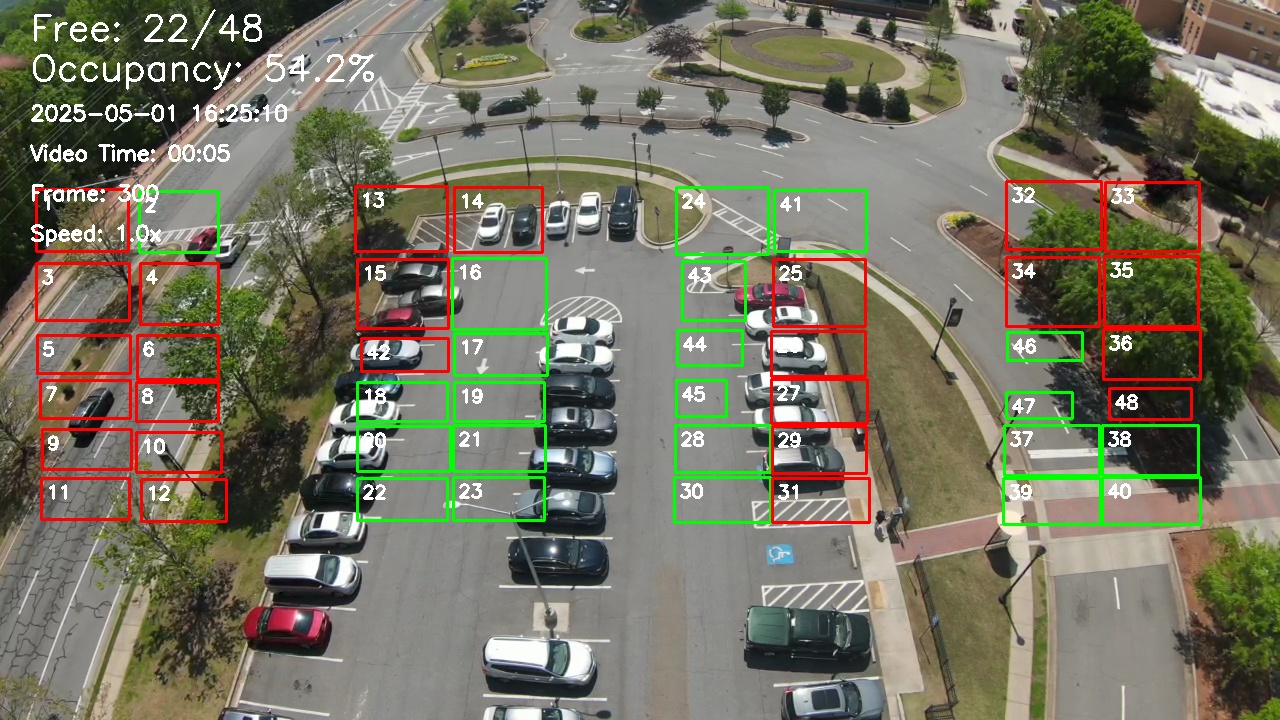 Free: 22/48
Occupancy: 54.2%
2025-05-01 16:25:10
Video Time: 00:05
Frame: 300
Speed: 1.0x
1 2 13 14 24 41 32 33
3 4 15 16 43 25 34 35
5 6 42 17 44 46 36
7 8 18 19 45 27 47 48
9 10 20 21 28 29 37 38
11 12 22 23 30 31 39 40